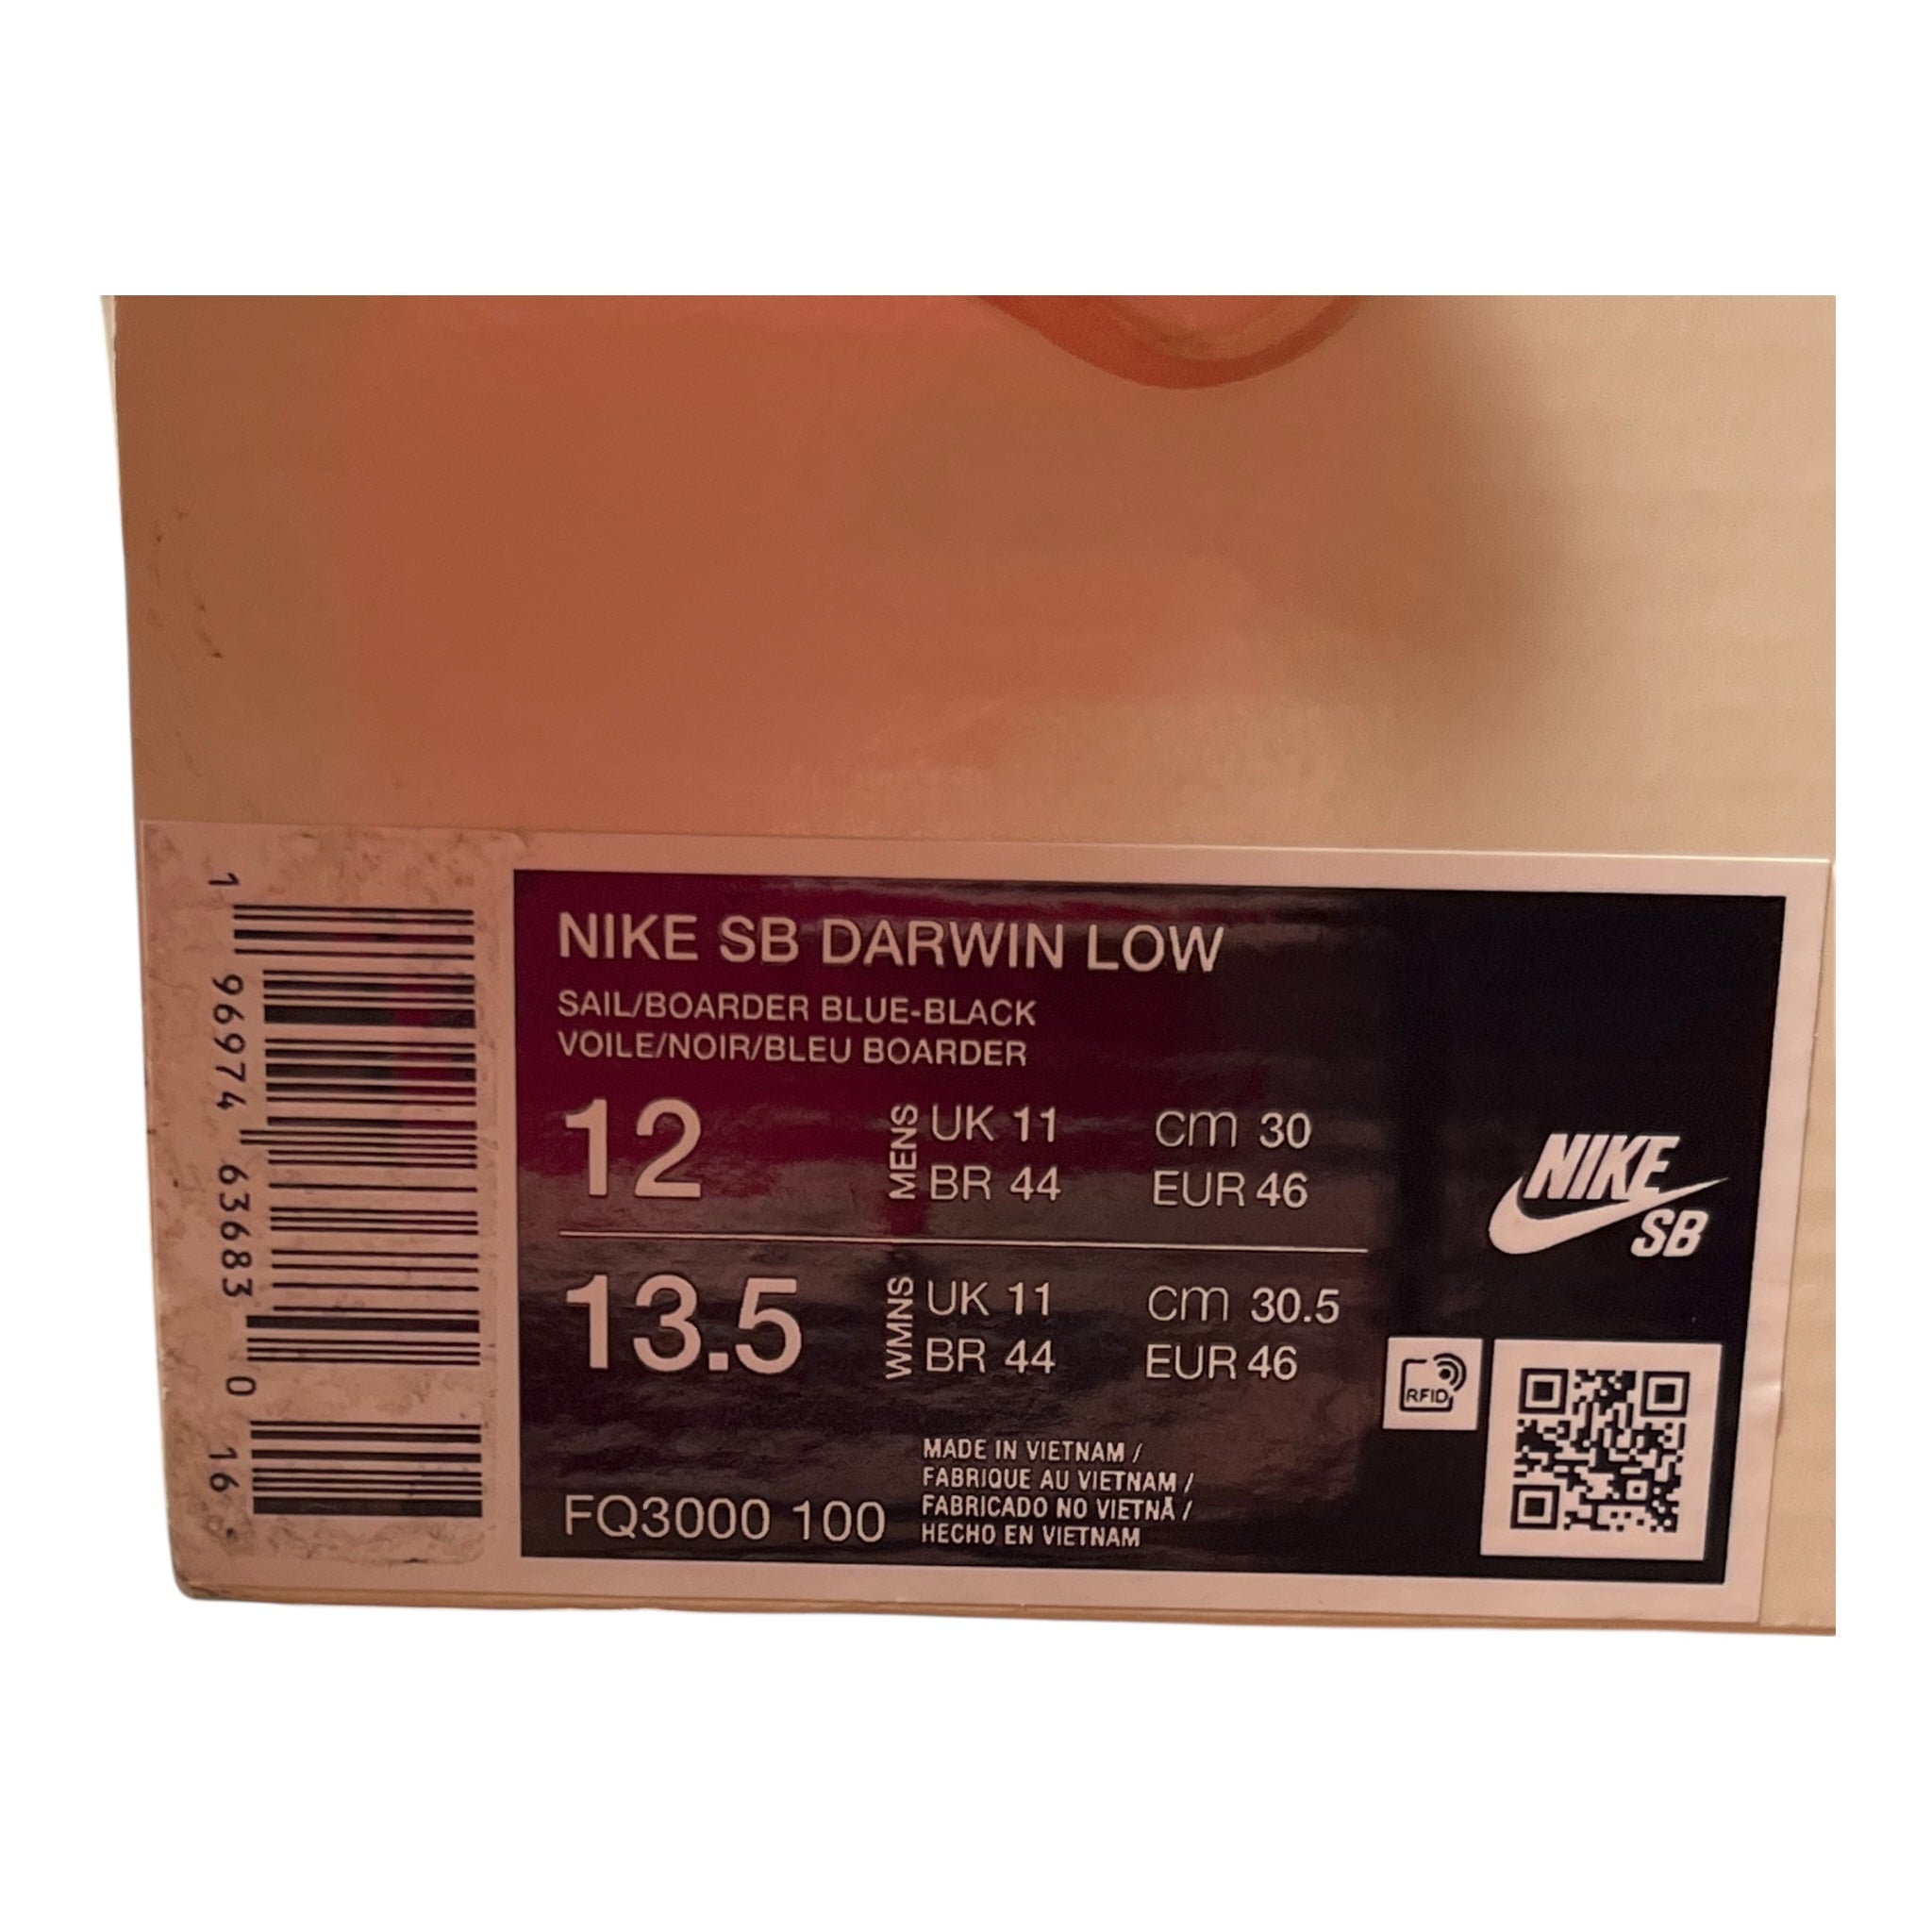 NIKE SB DARWIN LOW
SAIL/BOARDER BLUE-BLACK
VOILE/NOIR/BLEU BOARDER
12 MENS UK 11 cm 30
BR 44 EUR 46
13.5 WMNS UK 11 cm 30.5
BR 44 EUR 46
FQ3000 100
MADE IN VIETNAM /
FABRIQUE AU VIETNAM /
FABRICADO NO VIETNÃ /
HECHO EN VIETNAM
NIKE
SB
RFID
1 96974 63683 0 16